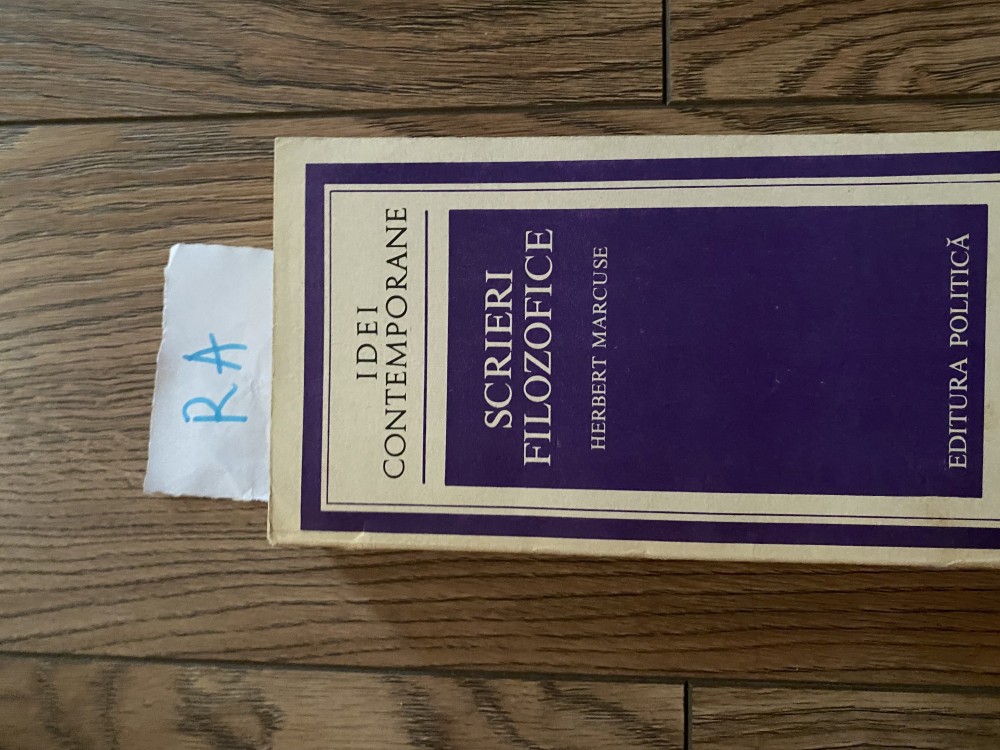 RA
IDEI
CONTEMPORANE
SCRIERI
FILOZOFICE
HERBERT MARCUSE
EDITURA POLITICĂ